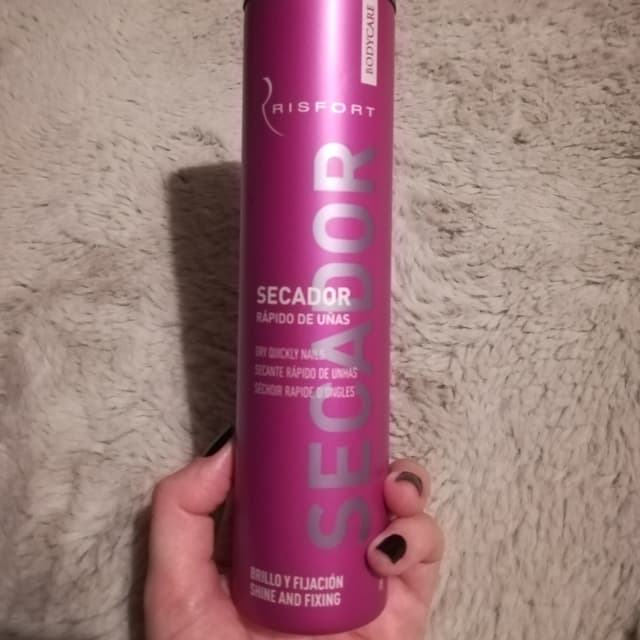 BODYCARE
RISFORT
SECADOR
SECADOR
RÁPIDO DE UÑAS
DRY QUICKLY NAILS
SECANTE RÁPIDO DE UNHAS
SÉCHOIR RAPIDE D'ONGLES
BRILLO Y FIJACIÓN
SHINE AND FIXING